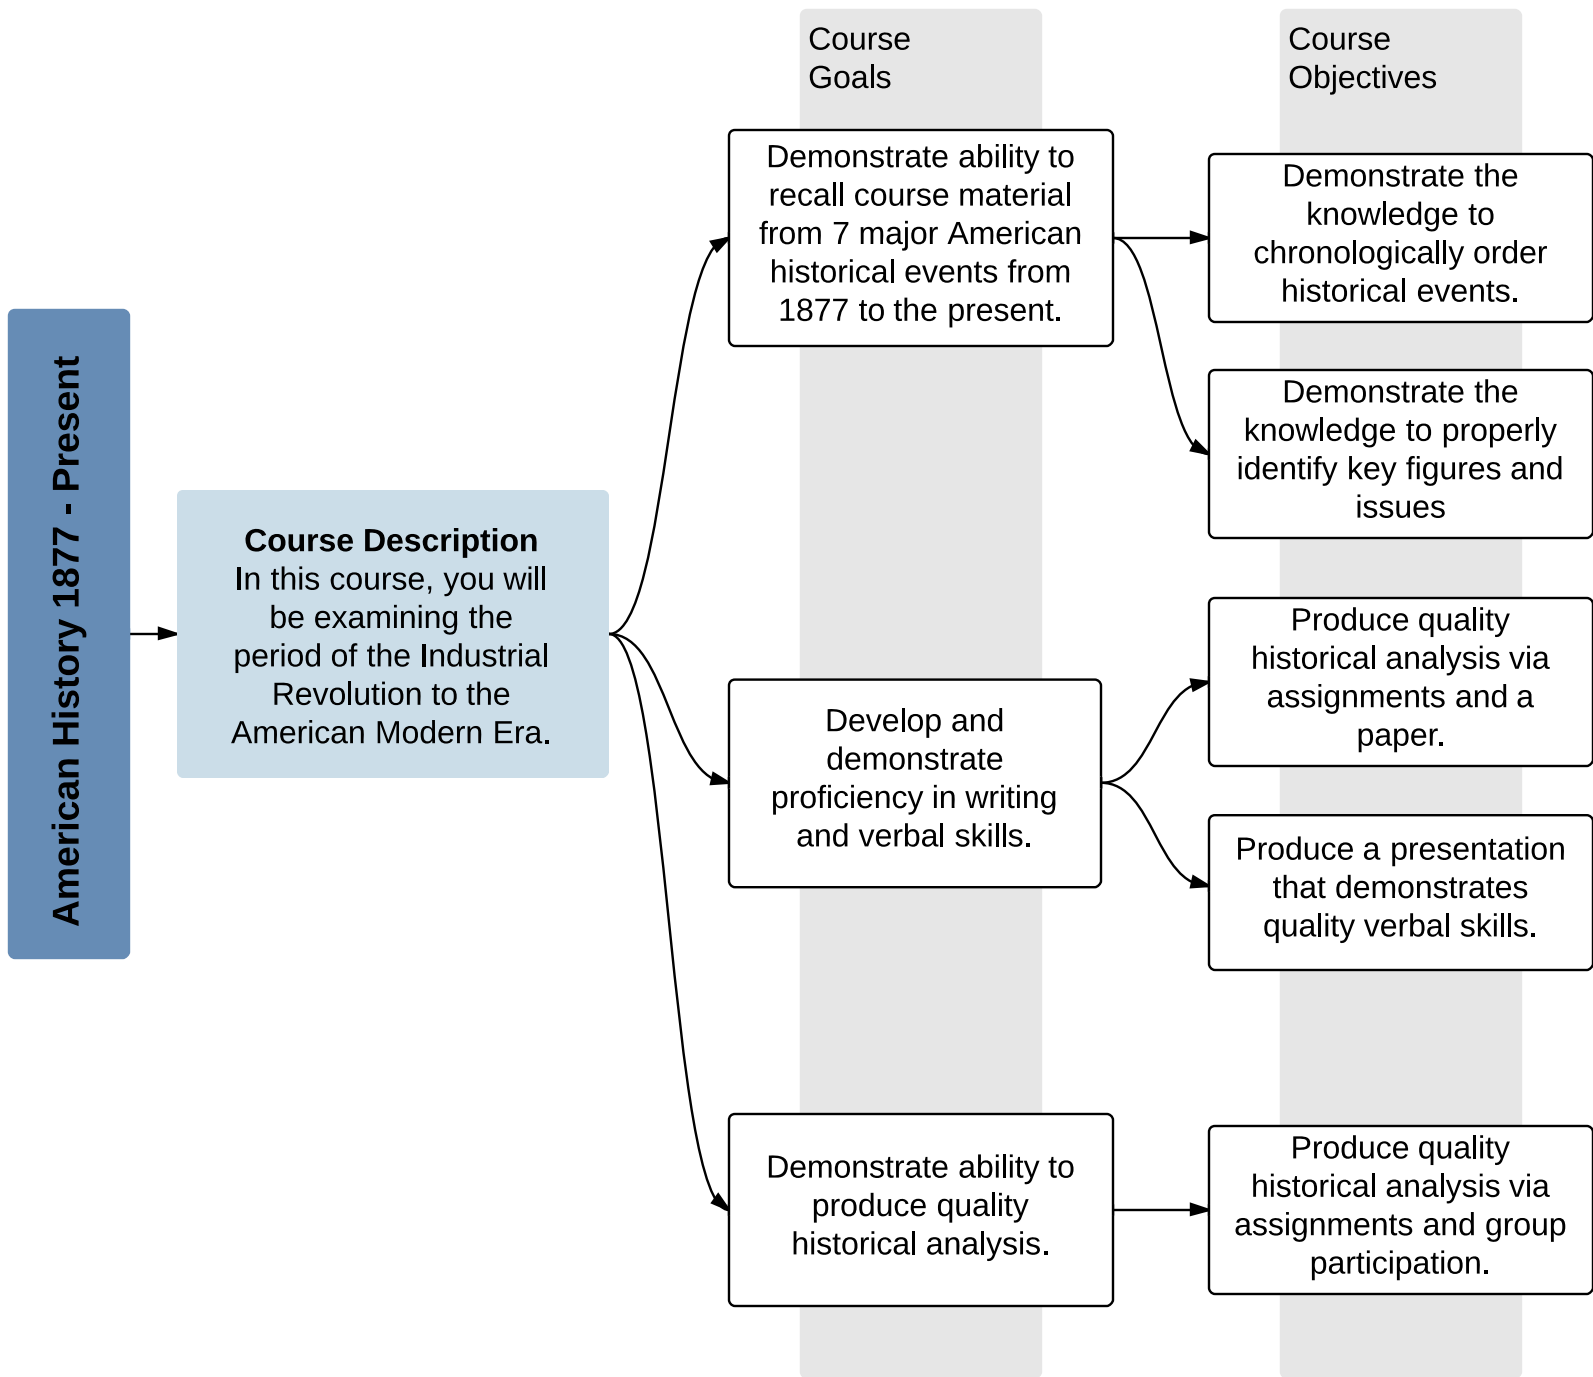 American History 1877 - Present
Course Description
In this course, you will
be examining the
period of the Industrial
Revolution to the
American Modern Era.
Course
Goals
Demonstrate ability to
recall course material
from 7 major American
historical events from
1877 to the present.
Develop and
demonstrate
proficiency in writing
and verbal skills.
Demonstrate ability to
produce quality
historical analysis.
Course
Objectives
Demonstrate the
knowledge to
chronologically order
historical events.
Demonstrate the
knowledge to properly
identify key figures and
issues
Produce quality
historical analysis via
assignments and a
paper.
Produce a presentation
that demonstrates
quality verbal skills.
Produce quality
historical analysis via
assignments and group
participation.